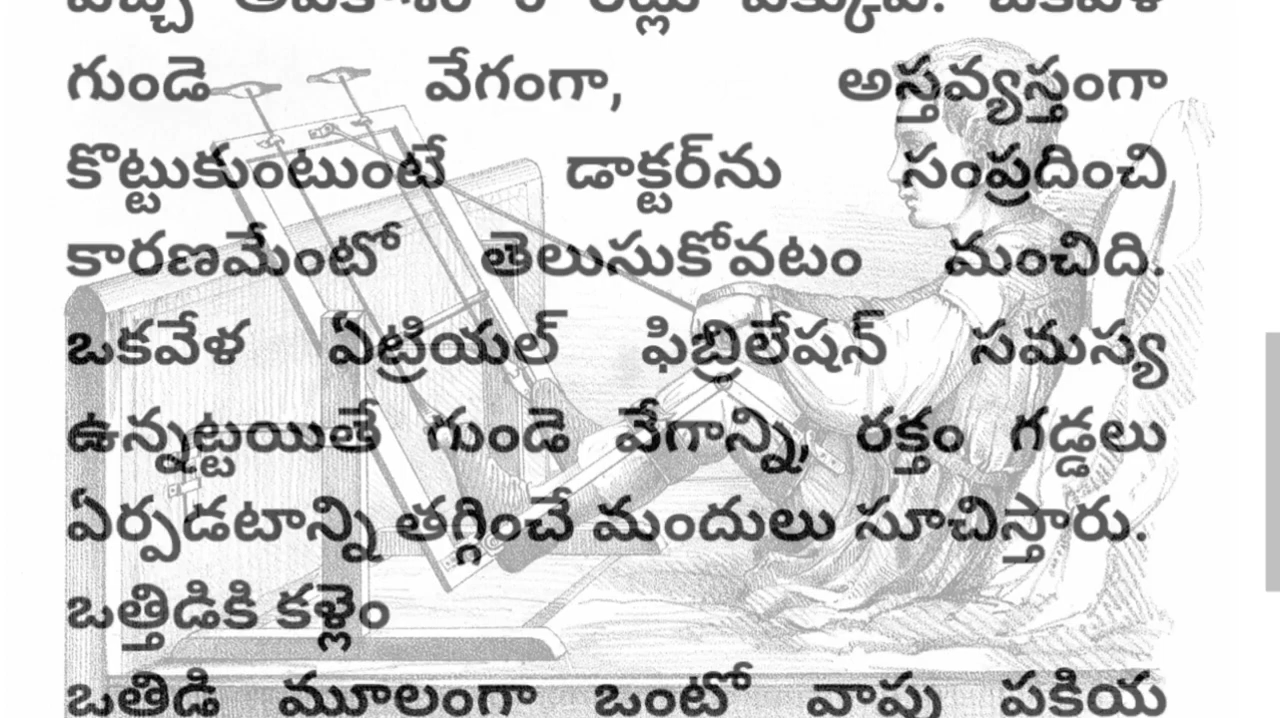 గుండె వేగంగా, అస్తవ్యస్తంగా
కొట్టుకుంటుంటే డాక్టర్‌ను సంప్రదించి
కారణమేంటో తెలుసుకోవటం మంచిది.
ఒకవేళ ఏట్రియల్ ఫిబ్రిలేషన్ సమస్య
ఉన్నట్టయితే గుండె వేగాన్ని, రక్తం గడ్డలు
ఏర్పడటాన్ని తగ్గించే మందులు సూచిస్తారు.
ఒత్తిడికి కళ్లెం
ఒత్తిడి మూలంగా ఒంట్లో వాపు